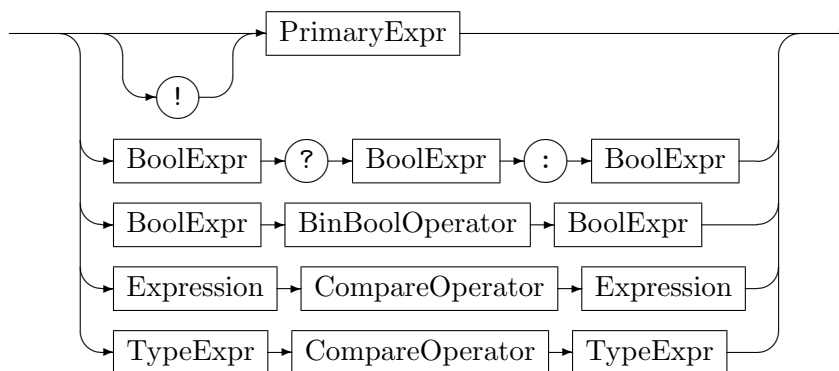 PrimaryExpr
!
BoolExpr ? BoolExpr : BoolExpr
BoolExpr BinBoolOperator BoolExpr
Expression CompareOperator Expression
TypeExpr CompareOperator TypeExpr